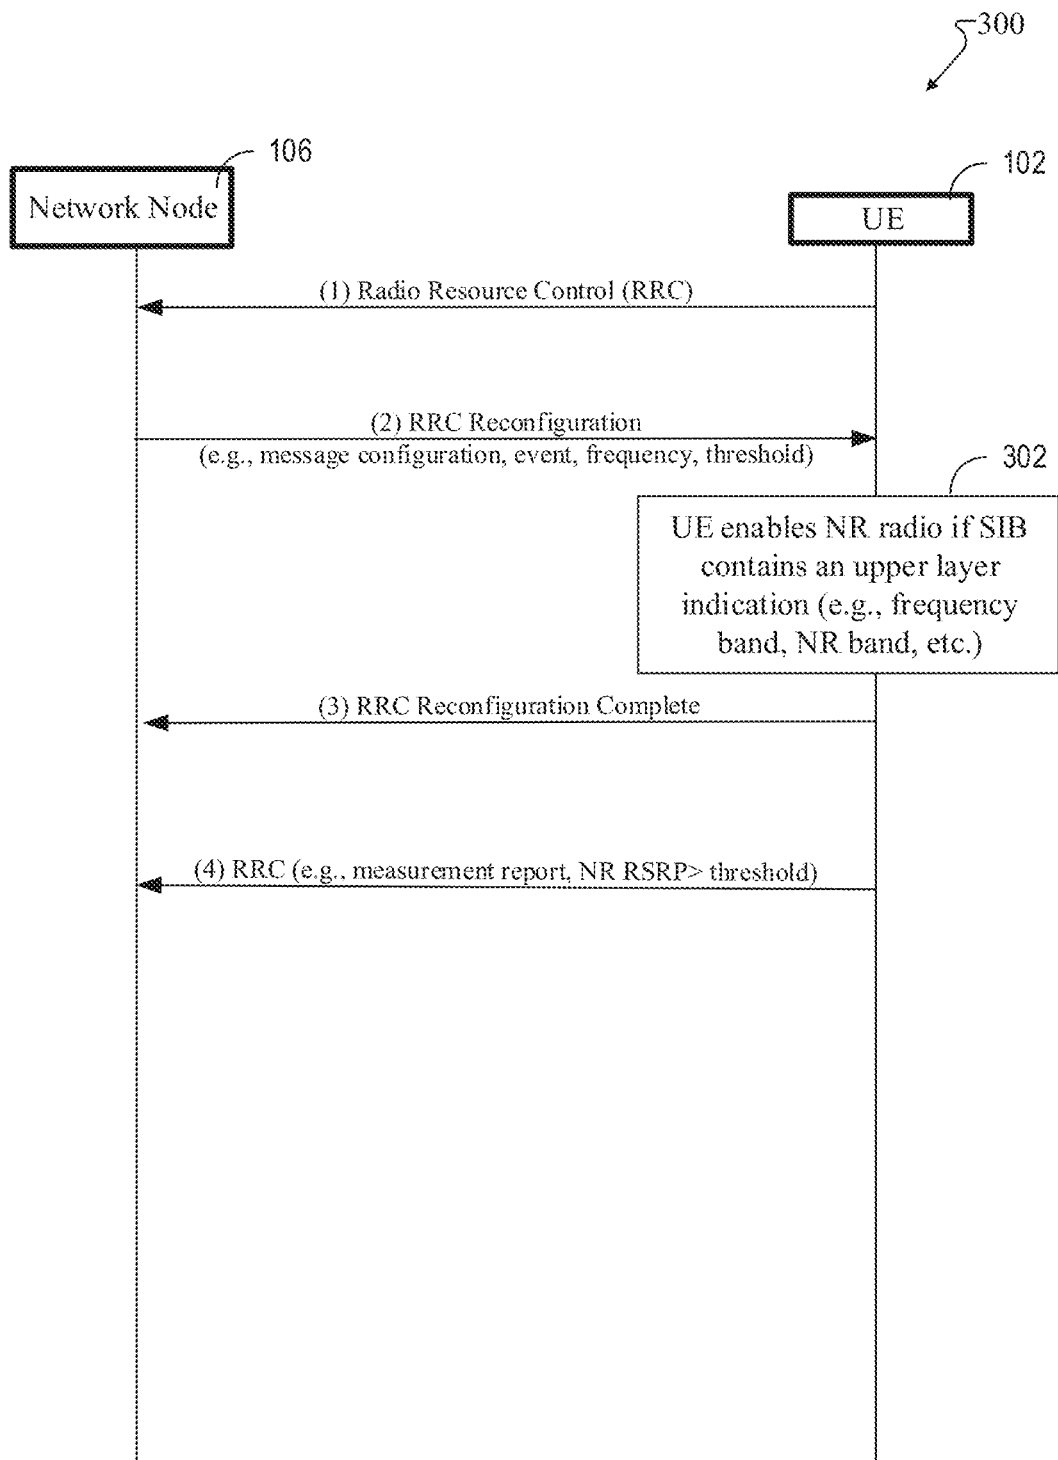 300
106
Network Node
102
UE
(1) Radio Resource Control (RRC)
(2) RRC Reconfiguration
(e.g., message configuration, event, frequency, threshold)
302
UE enables NR radio if SIB
contains an upper layer
indication (e.g., frequency
band, NR band, etc.)
(3) RRC Reconfiguration Complete
(4) RRC (e.g., measurement report, NR RSRP> threshold)